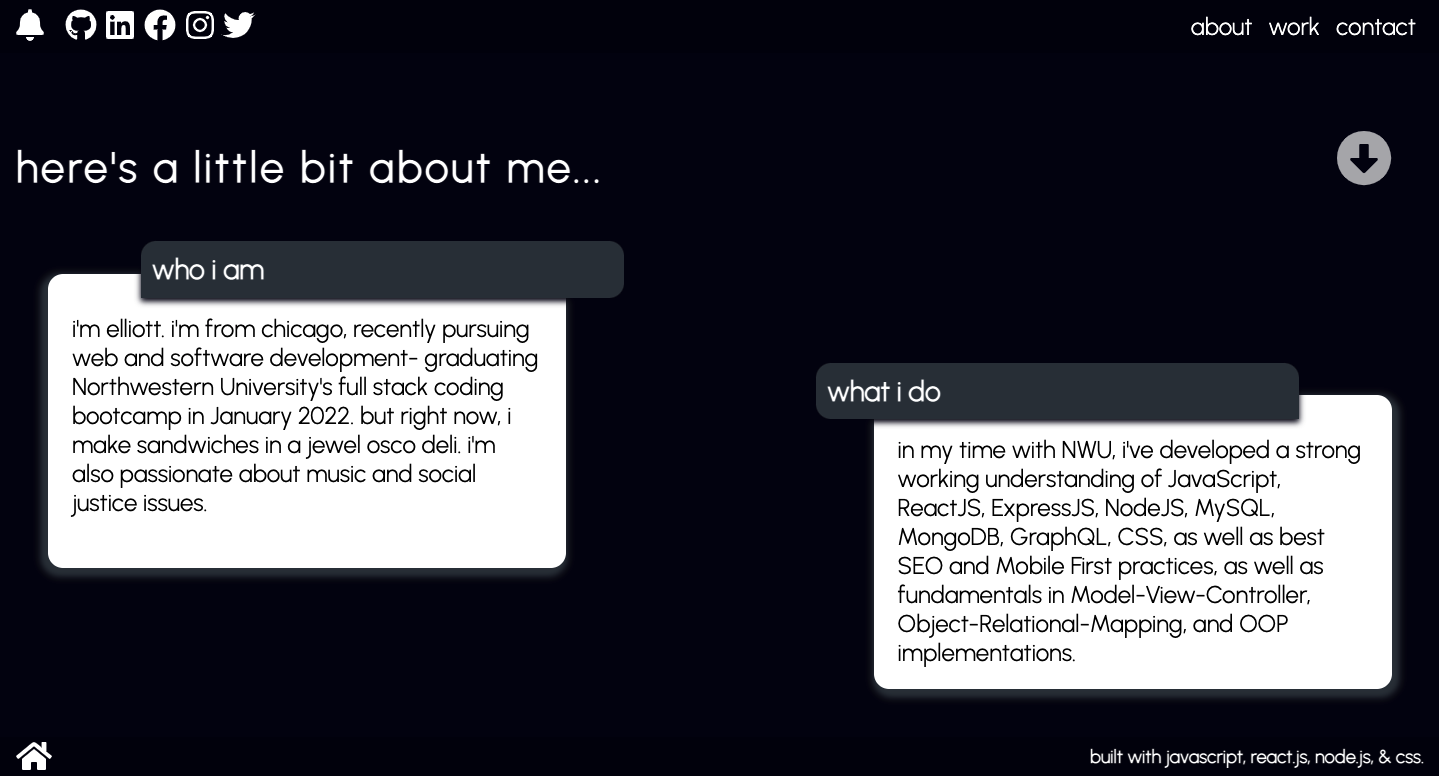 about work contact
here's a little bit about me...
who i am
i'm elliott. i'm from chicago, recently pursuing
web and software development- graduating
Northwestern University's full stack coding
bootcamp in January 2022. but right now, i
make sandwiches in a jewel osco deli. i'm
also passionate about music and social
justice issues.
what i do
in my time with NWU, i've developed a strong
working understanding of JavaScript,
ReactJS, ExpressJS, NodeJS, MySQL,
MongoDB, GraphQL, CSS, as well as best
SEO and Mobile First practices, as well as
fundamentals in Model-View-Controller,
Object-Relational-Mapping, and OOP
implementations.
built with javascript, react.js, node.js, & css.